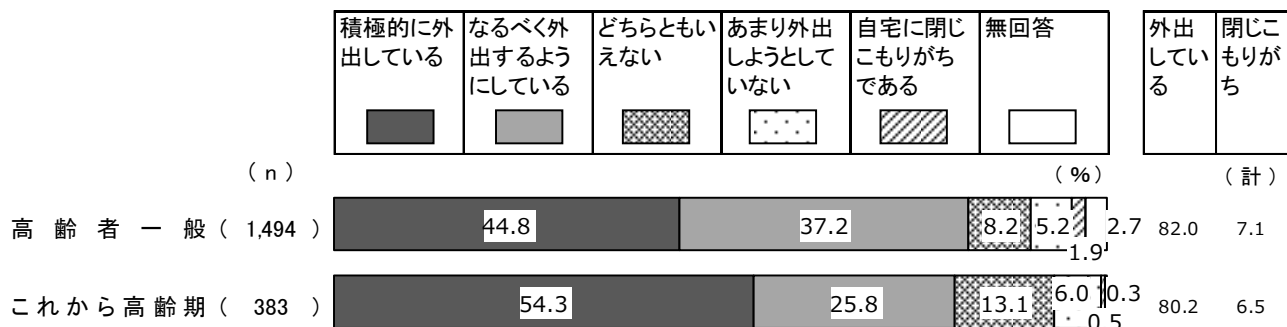 積極的に外
出している
なるべく外
出するよう
にしている
どちらともい
えない
あまり外出
しようとして
いない
自宅に閉じ
こもりがち
である
無回答
外出
してい
る
閉じこ
もりが
ち
(n) (%) (計)
高齢者一般( 1,494 ) 44.8 37.2 8.2 5.2 1.9 2.7 82.0 7.1
これから高齢期( 383 ) 54.3 25.8 13.1 6.0 0.5 0.3 80.2 6.5